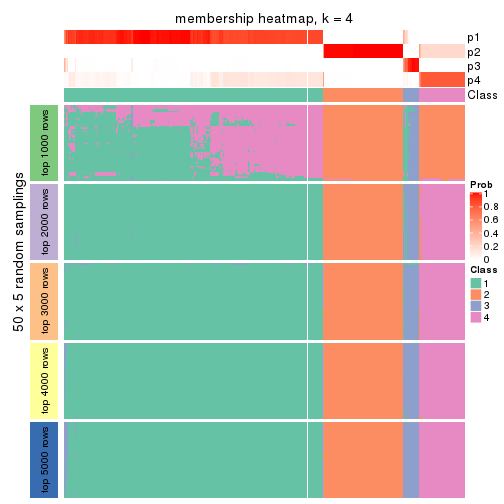 membership heatmap, k = 4
p1
p2
p3
p4
Class
50 x 5 random samplings
top 1000 rows
top 2000 rows
top 3000 rows
top 4000 rows
top 5000 rows
Prob
1
0.8
0.6
0.4
0.2
0
Class
1
2
3
4